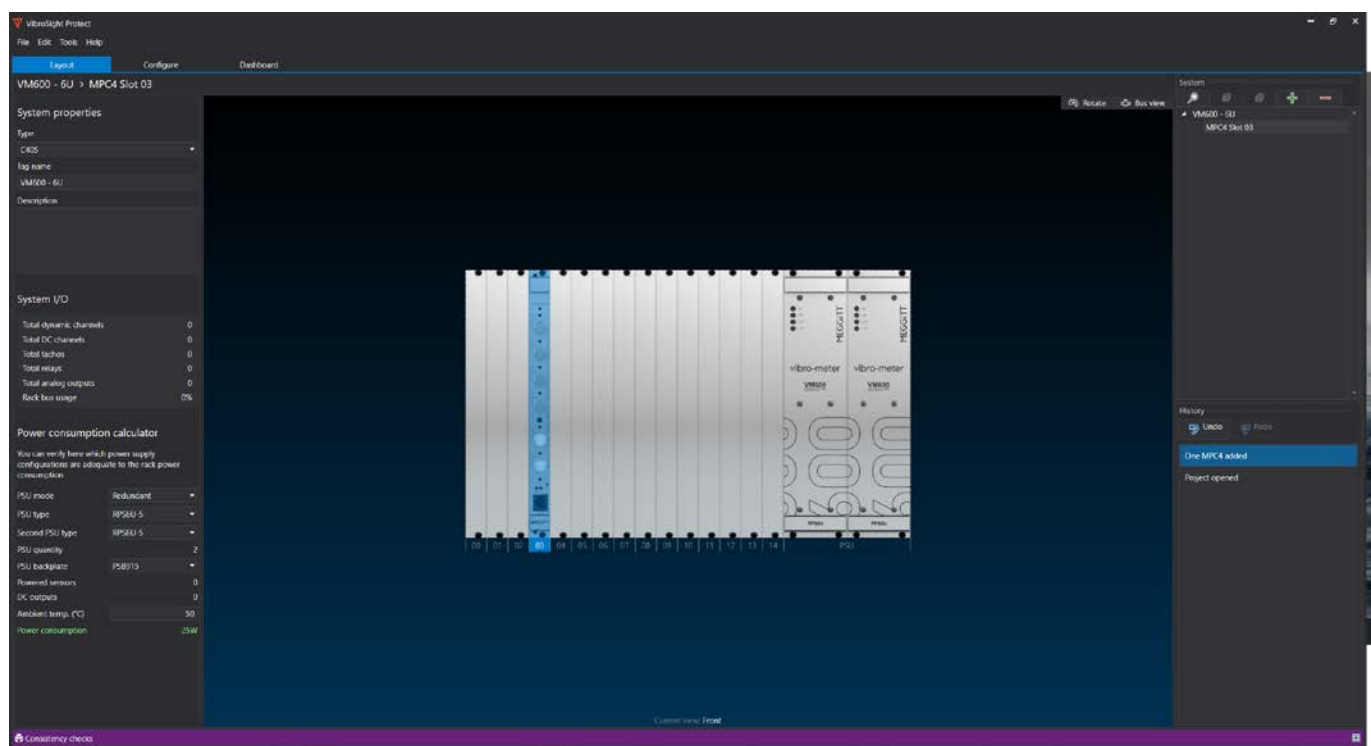 VibroSight Protect
File Edit Tools Help
Layout Configure Dashboard
VM600 - 6U > MPC4 Slot 03
System properties
Type
C405
Tag name
VM600 - 6U
Description
System I/O
Total dynamic channels 0
Total DC channels 0
Total tachos 0
Total relays 0
Total analog outputs 0
Rack bus usage 0%
Power consumption calculator
You can verify here which power supply
configurations are adequate to the rack power
consumption
PSU mode Redundant
PSU type RPS6U-5
Second PSU type RPS6U-5
PSU quantity 2
PSU backplate PSB915
Powered sensors 0
DC outputs 0
Ambient temp. (°C) 50
Power consumption 25W
Rotate Bus view
MEGGITT MEGGITT
vibro-meter vibro-meter
VM600 VM600
00 01 02 03 04 05 06 07 08 09 10 11 12 13 14 PSU
Current view: Front
System
VM600 - 6U
MPC4 Slot 03
History
Undo Redo
One MPC4 added
Project opened
Consistency checks